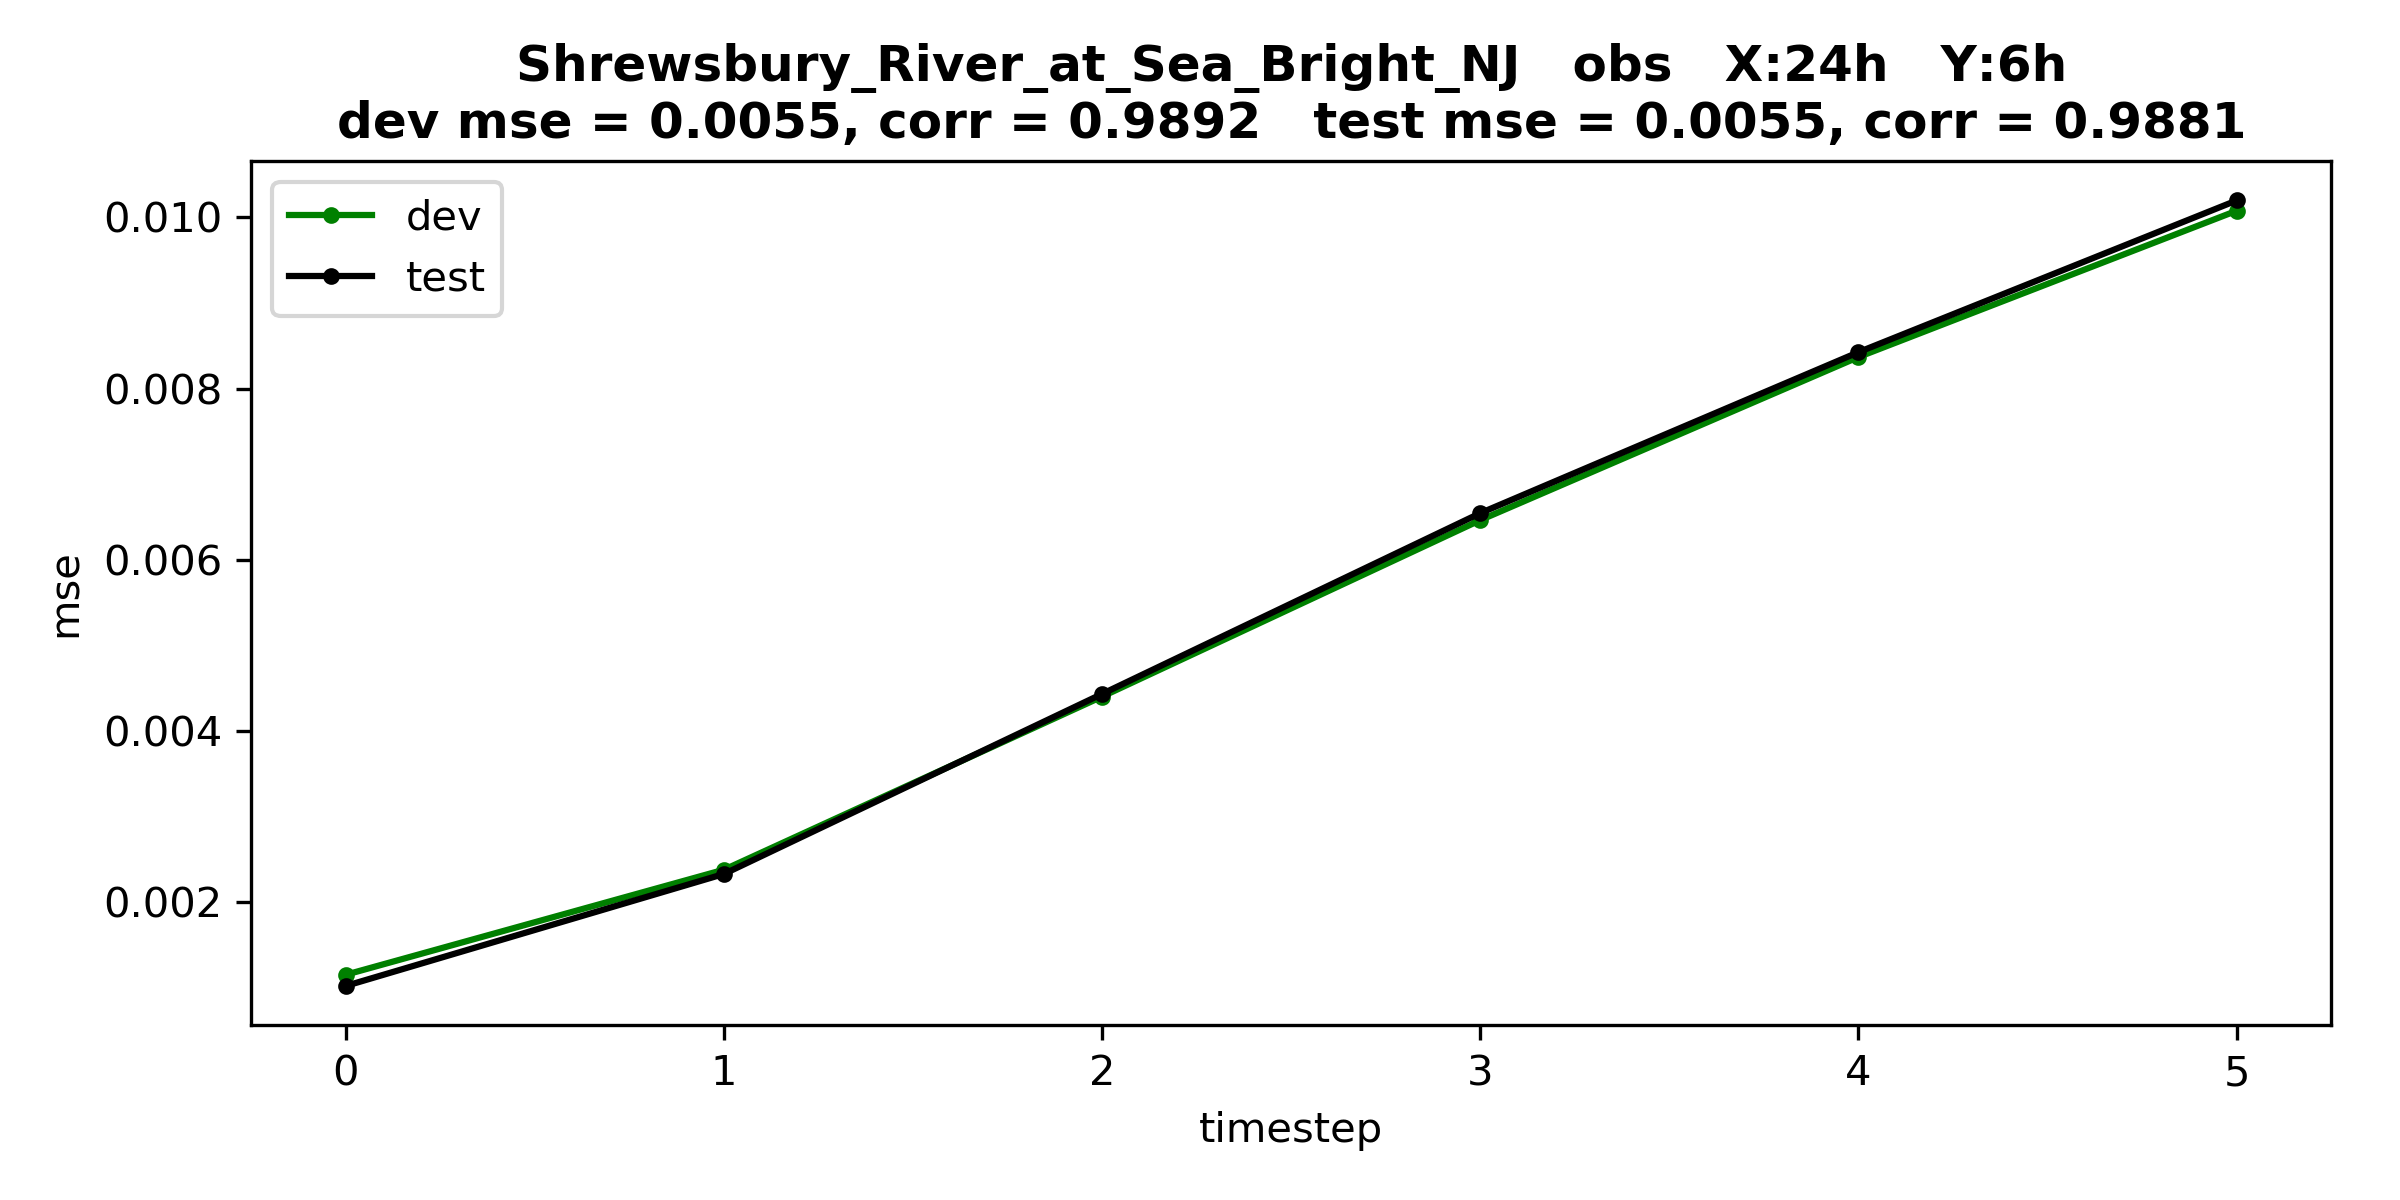 Shrewsbury_River_at_Sea_Bright_NJ obs X:24h Y:6h
dev mse = 0.0055, corr = 0.9892 test mse = 0.0055, corr = 0.9881
dev
test
0.010
0.008
0.006
0.004
0.002
mse
0 1 2 3 4 5
timestep